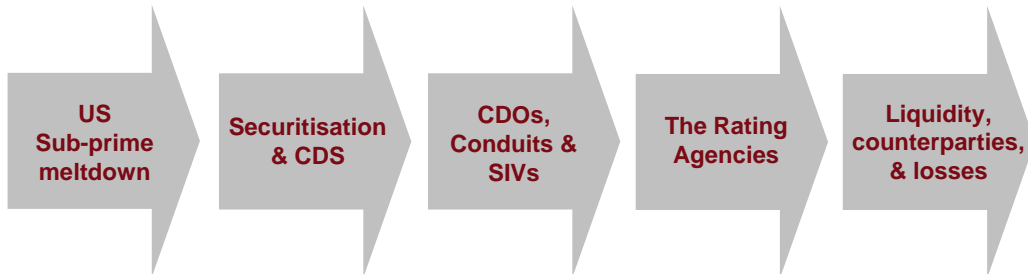 US
Sub-prime
meltdown
Securitisation
& CDS
CDOs,
Conduits &
SIVs
The Rating
Agencies
Liquidity,
counterparties,
& losses